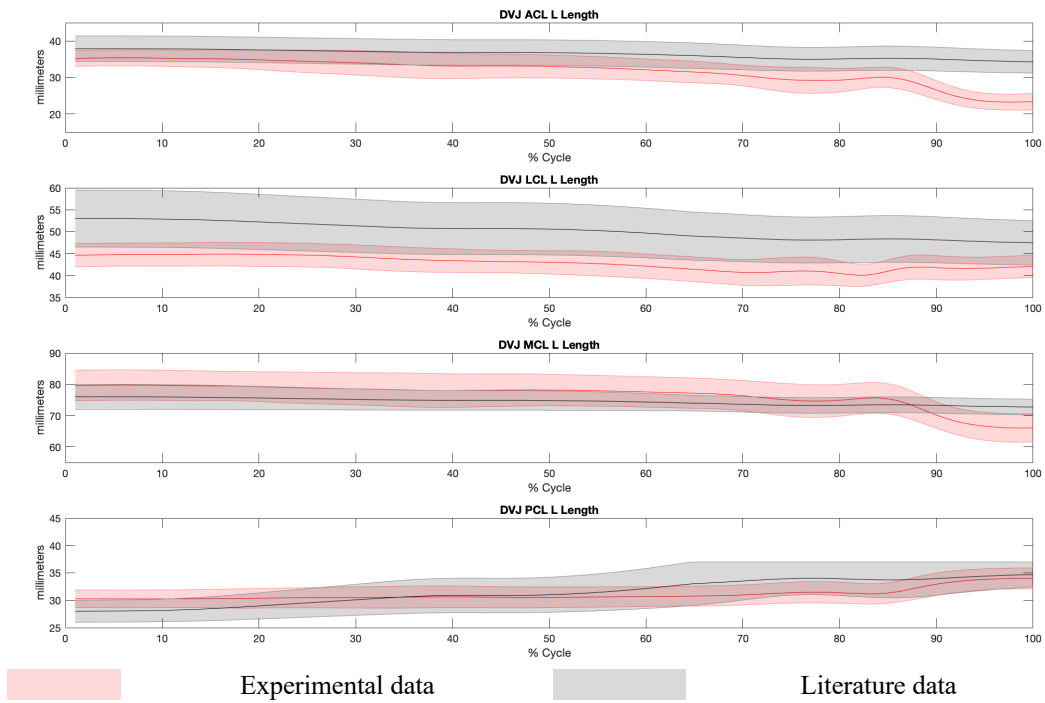 DVJ ACL L Length
millimeters
40
30
20
0 10 20 30 40 50 60 70 80 90 100
% Cycle
DVJ LCL L Length
millimeters
60
55
50
45
40
35
0 10 20 30 40 50 60 70 80 90 100
% Cycle
DVJ MCL L Length
millimeters
90
80
70
60
0 10 20 30 40 50 60 70 80 90 100
% Cycle
DVJ PCL L Length
millimeters
45
40
35
30
25
0 10 20 30 40 50 60 70 80 90 100
% Cycle
Experimental data Literature data